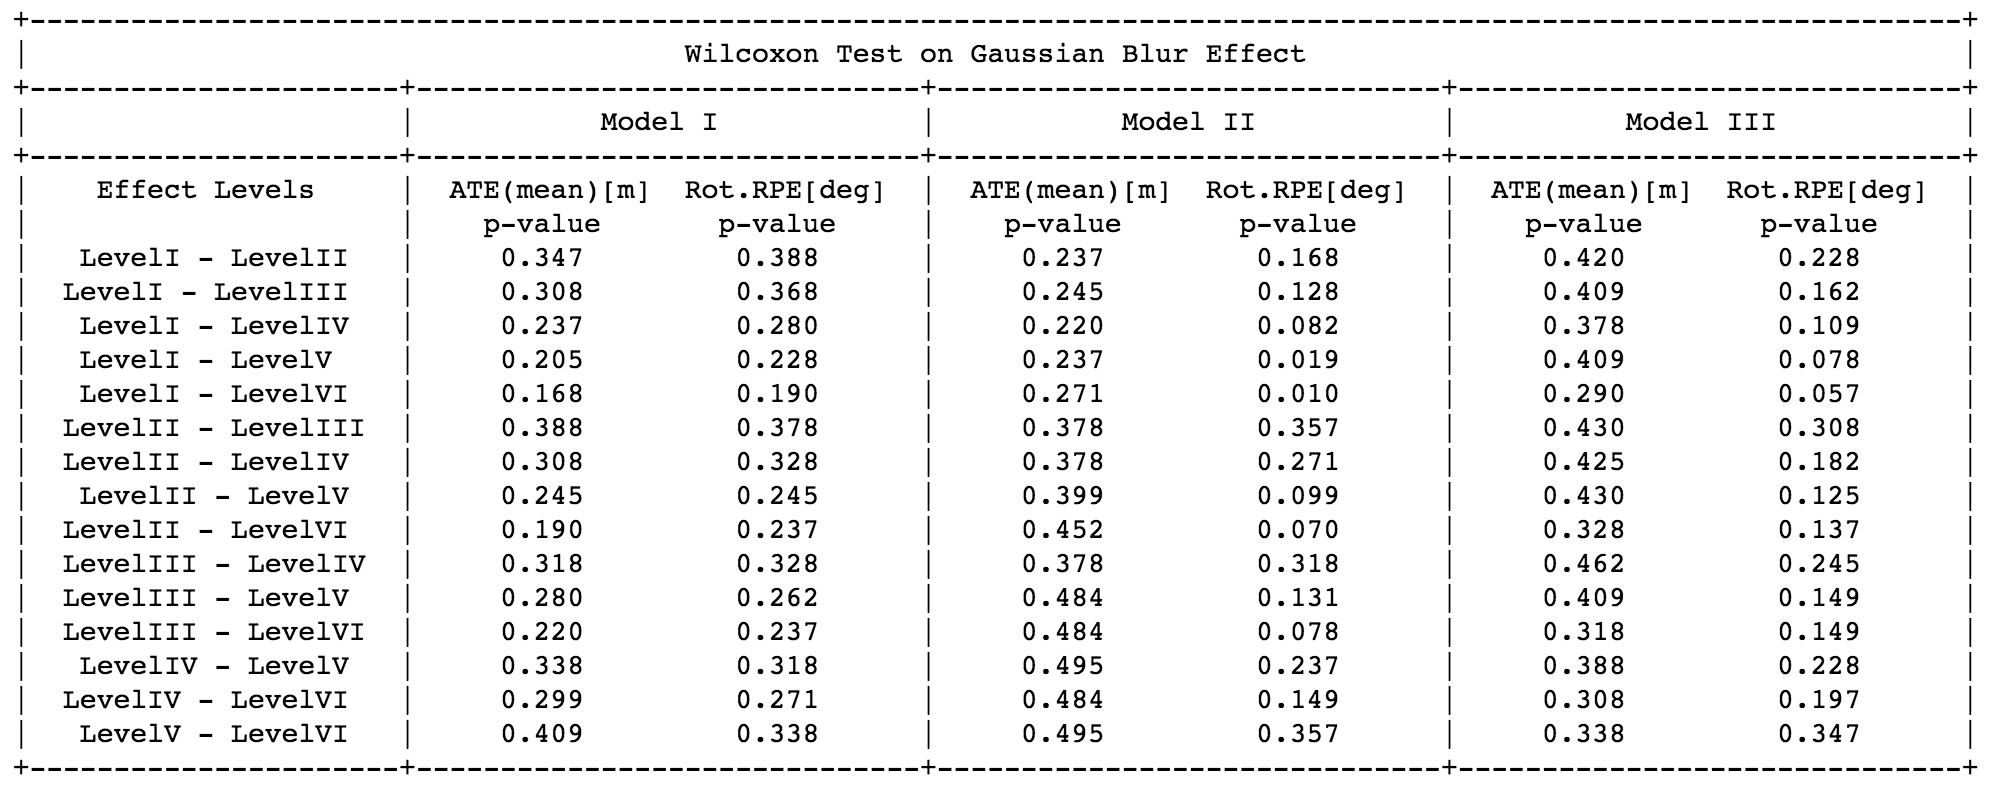 Wilcoxon Test on Gaussian Blur Effect
Model I Model II Model III
Effect Levels ATE(mean)[m] Rot.RPE[deg] ATE(mean)[m] Rot.RPE[deg] ATE(mean)[m] Rot.RPE[deg]
p-value p-value p-value p-value p-value p-value
LevelI - LevelII 0.347 0.388 0.237 0.168 0.420 0.228
LevelI - LevelIII 0.308 0.368 0.245 0.128 0.409 0.162
LevelI - LevelIV 0.237 0.280 0.220 0.082 0.378 0.109
LevelI - LevelV 0.205 0.228 0.237 0.019 0.409 0.078
LevelI - LevelVI 0.168 0.190 0.271 0.010 0.290 0.057
LevelII - LevelIII 0.388 0.378 0.378 0.357 0.430 0.308
LevelII - LevelIV 0.308 0.328 0.378 0.271 0.425 0.182
LevelII - LevelV 0.245 0.245 0.399 0.099 0.430 0.125
LevelII - LevelVI 0.190 0.237 0.452 0.070 0.328 0.137
LevelIII - LevelIV 0.318 0.328 0.378 0.318 0.462 0.245
LevelIII - LevelV 0.280 0.262 0.484 0.131 0.409 0.149
LevelIII - LevelVI 0.220 0.237 0.484 0.078 0.318 0.149
LevelIV - LevelV 0.338 0.318 0.495 0.237 0.388 0.228
LevelIV - LevelVI 0.299 0.271 0.484 0.149 0.308 0.197
LevelV - LevelVI 0.409 0.338 0.495 0.357 0.338 0.347